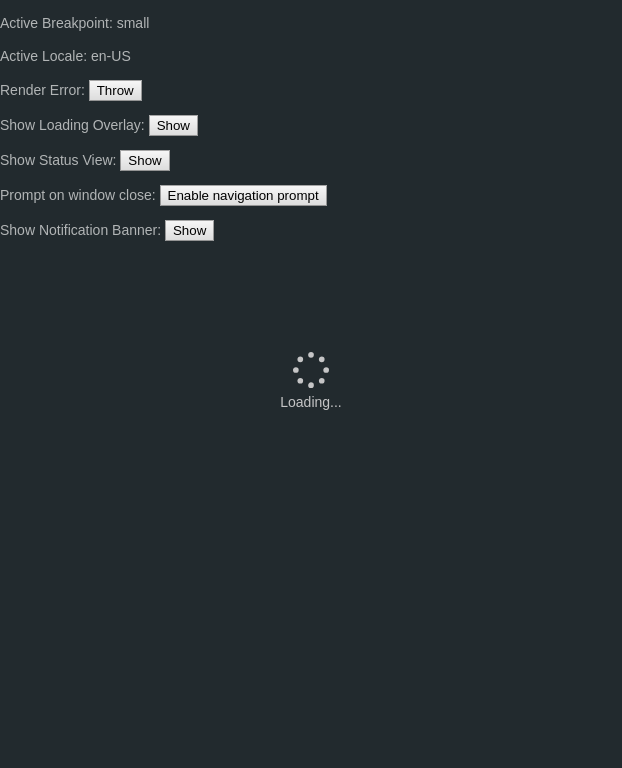 Active Breakpoint: small
Active Locale: en-US
Render Error: Throw
Show Loading Overlay: Show
Show Status View: Show
Prompt on window close: Enable navigation prompt
Show Notification Banner: Show
Loading...